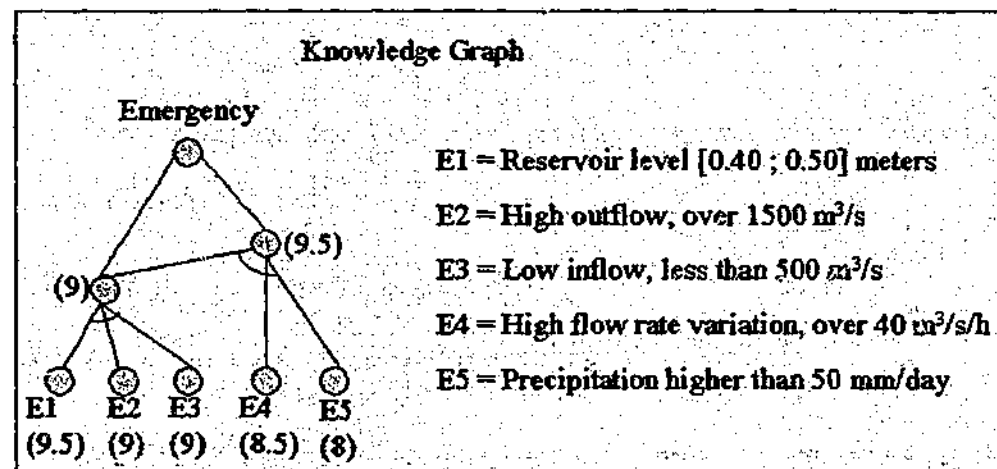 Knowledge Graph
Emergency
E1 = Reservoir level [0.40 ; 0.50] meters
E2 = High outflow, over 1500 m³/s
(9.5)
E3 = Low inflow, less than 500 m³/s
(9)
E4 = High flow rate variation, over 40 m³/s/h
E5 = Precipitation higher than 50 mm/day
E1 E2 E3 E4 E5
(9.5) (9) (9) (8.5) (8)